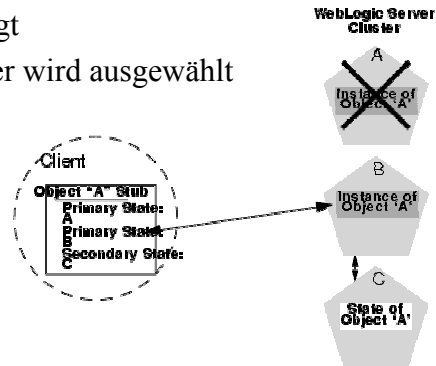 gt
er wird ausgewählt
WebLogic Server
Cluster
A
Instance of
Object 'A'
Client
Object "A" Stub
Primary State:
A
Primary State:
B
Secondary State:
C
B
Instance of
Object 'A'
C
State of
Object 'A'